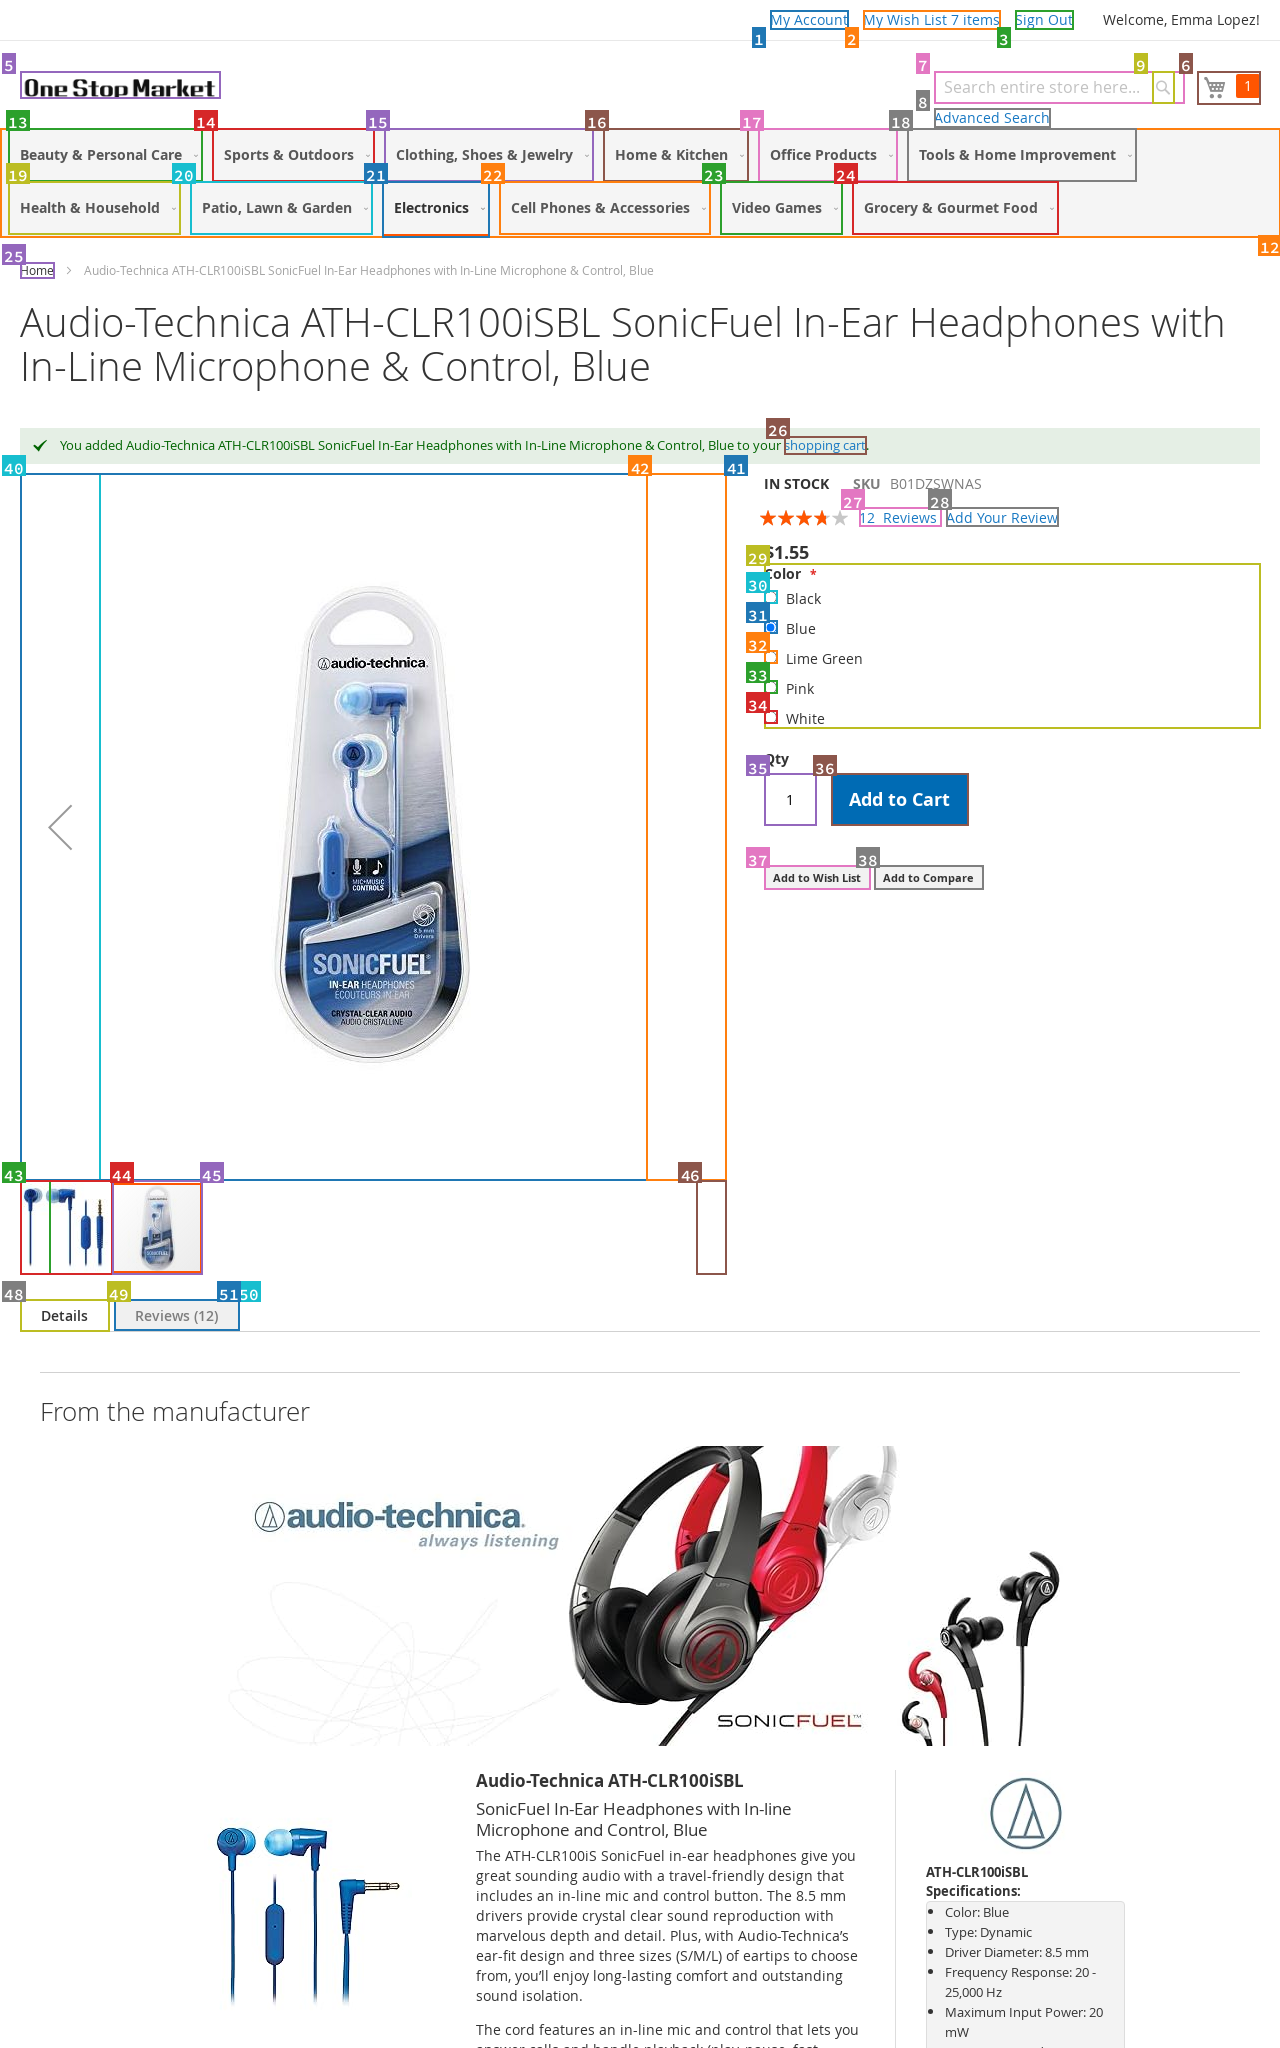 My Account My Wish List 7 items Sign Out Welcome, Emma Lopez!
1 2 3
5 7 9 6
One Stop Market Search entire store here... 1
8 Advanced Search
13 14 15 16 17 18
Beauty & Personal Care Sports & Outdoors Clothing, Shoes & Jewelry Home & Kitchen Office Products Tools & Home Improvement
19 20 21 22 23 24
Health & Household Patio, Lawn & Garden Electronics Cell Phones & Accessories Video Games Grocery & Gourmet Food
25 12
Home Audio-Technica ATH-CLR100iSBL SonicFuel In-Ear Headphones with In-Line Microphone & Control, Blue
Audio-Technica ATH-CLR100iSBL SonicFuel In-Ear Headphones with
In-Line Microphone & Control, Blue
26
You added Audio-Technica ATH-CLR100iSBL SonicFuel In-Ear Headphones with In-Line Microphone & Control, Blue to your shopping cart.
40 42 41
IN STOCK SKU B01DZSWNAS
27 28
12 Reviews Add Your Review
29 $1.55
Color *
30
Black
31
Blue
32
Lime Green
33
Pink
34
White
Qty
35 36
1 Add to Cart
37 38
Add to Wish List Add to Compare
audio-technica.
MIC+MUSIC
CONTROLS
8.5 mm
Drivers
SONICFUEL
IN-EAR HEADPHONES
ECOUTEURS IN EAR
CRYSTAL-CLEAR AUDIO
AUDIO CRISTALLINE
43 44 45 46
48 49 51 50
Details Reviews (12)
From the manufacturer
audio-technica.
always listening
SONICFUEL™
Audio-Technica ATH-CLR100iSBL
SonicFuel In-Ear Headphones with In-line
Microphone and Control, Blue
The ATH-CLR100iS SonicFuel in-ear headphones give you
great sounding audio with a travel-friendly design that
includes an in-line mic and control button. The 8.5 mm
drivers provide crystal clear sound reproduction with
marvelous depth and detail. Plus, with Audio-Technica’s
ear-fit design and three sizes (S/M/L) of eartips to choose
from, you’ll enjoy long-lasting comfort and outstanding
sound isolation.
The cord features an in-line mic and control that lets you
ATH-CLR100iSBL
Specifications:
Color: Blue
Type: Dynamic
Driver Diameter: 8.5 mm
Frequency Response: 20 -
25,000 Hz
Maximum Input Power: 20
mW